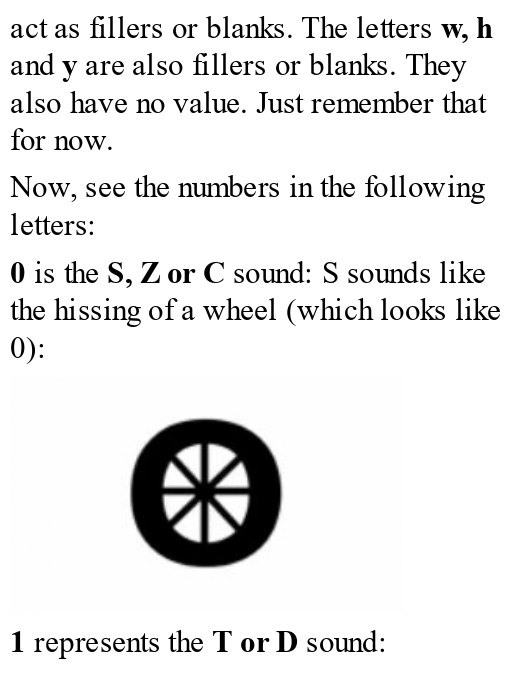 act as fillers or blanks. The letters w, h
and y are also fillers or blanks. They
also have no value. Just remember that
for now.
Now, see the numbers in the following
letters:
0 is the S, Z or C sound: S sounds like
the hissing of a wheel (which looks like
0):
1 represents the T or D sound: